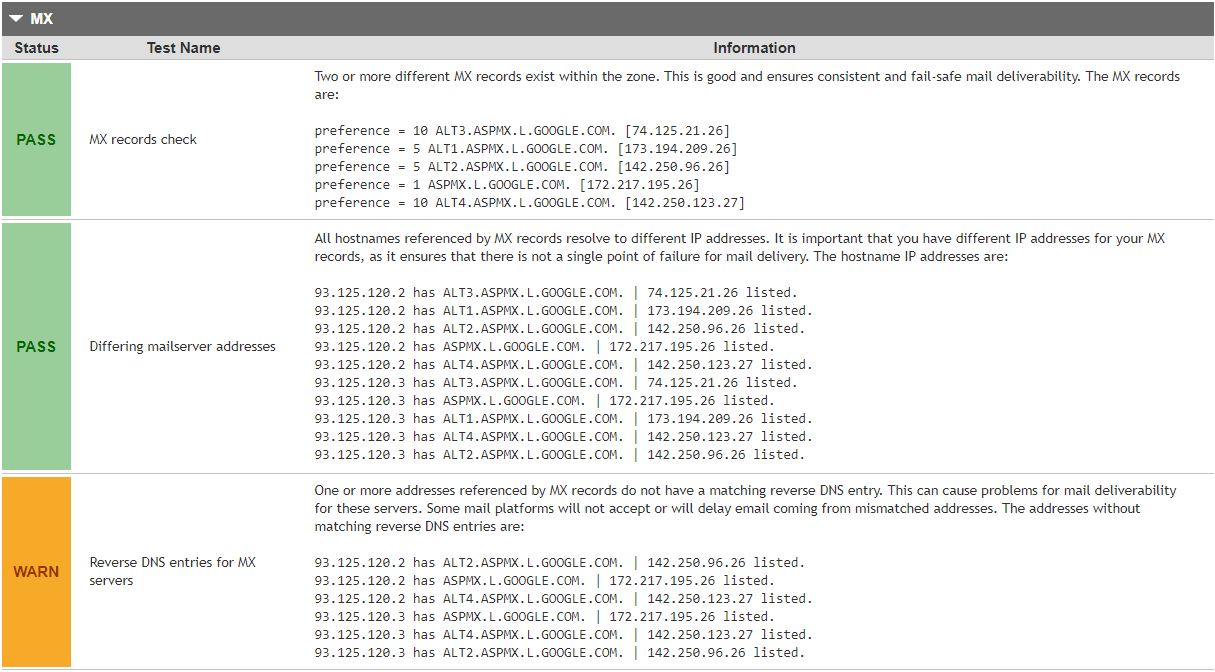 MX
Status Test Name Information
Two or more different MX records exist within the zone. This is good and ensures consistent and fail-safe mail deliverability. The MX records
are:
preference = 10 ALT3.ASPMX.L.GOOGLE.COM. [74.125.21.26]
PASS MX records check
preference = 5 ALT1.ASPMX.L.GOOGLE.COM. [173.194.209.26]
preference = 5 ALT2.ASPMX.L.GOOGLE.COM. [142.250.96.26]
preference = 1 ASPMX.L.GOOGLE.COM. [172.217.195.26]
preference = 10 ALT4.ASPMX.L.GOOGLE.COM. [142.250.123.27]
All hostnames referenced by MX records resolve to different IP addresses. It is important that you have different IP addresses for your MX
records, as it ensures that there is not a single point of failure for mail delivery. The hostname IP addresses are:
93.125.120.2 has ALT3.ASPMX.L.GOOGLE.COM. | 74.125.21.26 listed.
93.125.120.2 has ALT1.ASPMX.L.GOOGLE.COM. | 173.194.209.26 listed.
93.125.120.2 has ALT2.ASPMX.L.GOOGLE.COM. | 142.250.96.26 listed.
PASS Differing mailserver addresses
93.125.120.2 has ASPMX.L.GOOGLE.COM. | 172.217.195.26 listed.
93.125.120.2 has ALT4.ASPMX.L.GOOGLE.COM. | 142.250.123.27 listed.
93.125.120.3 has ALT3.ASPMX.L.GOOGLE.COM. | 74.125.21.26 listed.
93.125.120.3 has ASPMX.L.GOOGLE.COM. | 172.217.195.26 listed.
93.125.120.3 has ALT1.ASPMX.L.GOOGLE.COM. | 173.194.209.26 listed.
93.125.120.3 has ALT4.ASPMX.L.GOOGLE.COM. | 142.250.123.27 listed.
93.125.120.3 has ALT2.ASPMX.L.GOOGLE.COM. | 142.250.96.26 listed.
One or more addresses referenced by MX records do not have a matching reverse DNS entry. This can cause problems for mail deliverability
for these servers. Some mail platforms will not accept or will delay email coming from mismatched addresses. The addresses without
matching reverse DNS entries are:
WARN Reverse DNS entries for MX
servers
93.125.120.2 has ALT2.ASPMX.L.GOOGLE.COM. | 142.250.96.26 listed.
93.125.120.2 has ASPMX.L.GOOGLE.COM. | 172.217.195.26 listed.
93.125.120.2 has ALT4.ASPMX.L.GOOGLE.COM. | 142.250.123.27 listed.
93.125.120.3 has ASPMX.L.GOOGLE.COM. | 172.217.195.26 listed.
93.125.120.3 has ALT4.ASPMX.L.GOOGLE.COM. | 142.250.123.27 listed.
93.125.120.3 has ALT2.ASPMX.L.GOOGLE.COM. | 142.250.96.26 listed.